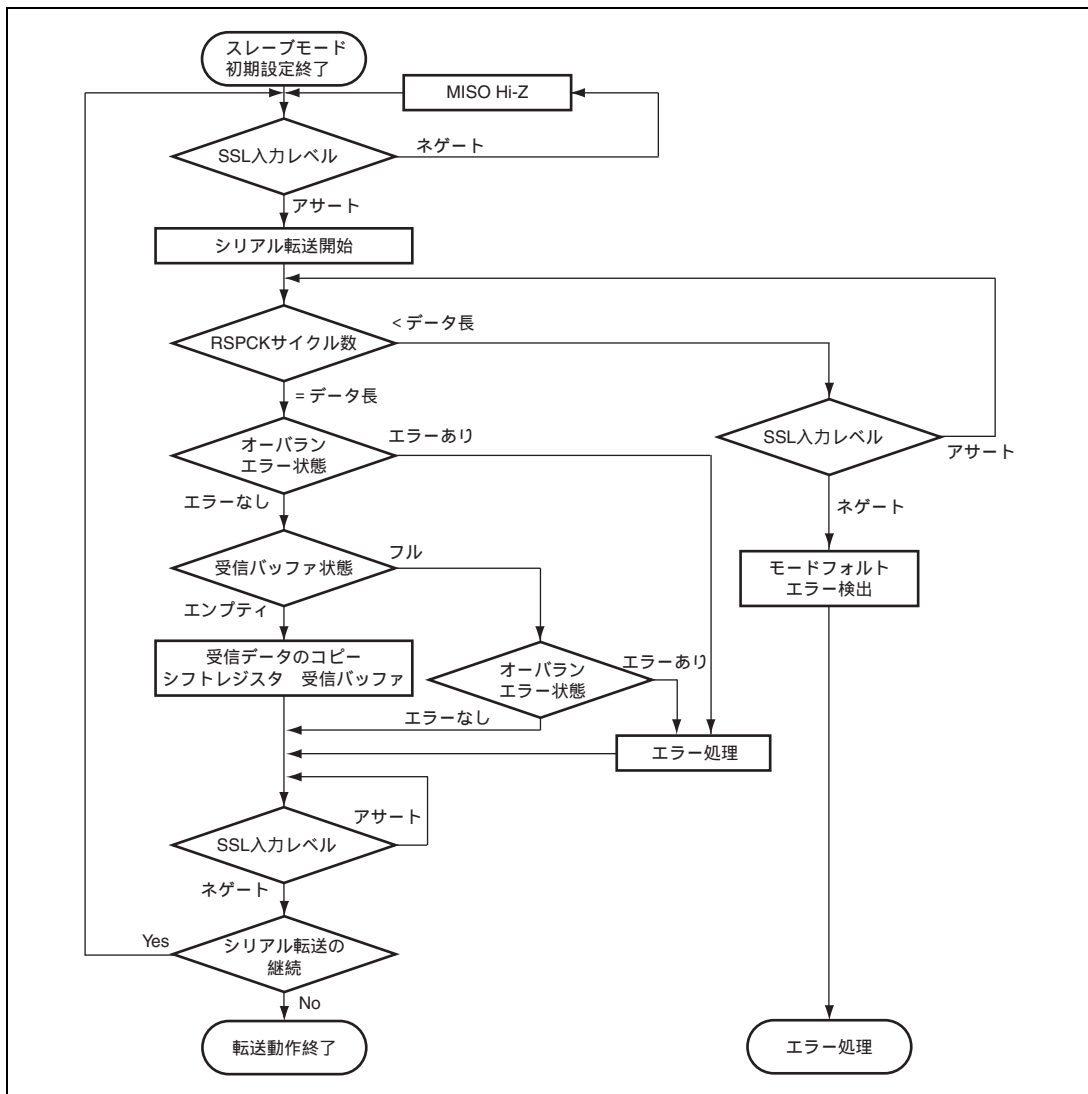 スレーブモード
初期設定終了
MISO Hi-Z
SSL入力レベル
ネゲート
アサート
シリアル転送開始
RSPCKサイクル数
< データ長
= データ長
SSL入力レベル
アサート
ネゲート
オーバラン
エラー状態
エラーあり
エラーなし
受信バッファ状態
フル
エンプティ
モードフォルト
エラー検出
受信データのコピー
シフトレジスタ 受信バッファ
オーバラン
エラー状態
エラーあり
エラーなし
エラー処理
アサート
SSL入力レベル
ネゲート
Yes
シリアル転送の
継続
No
転送動作終了
エラー処理